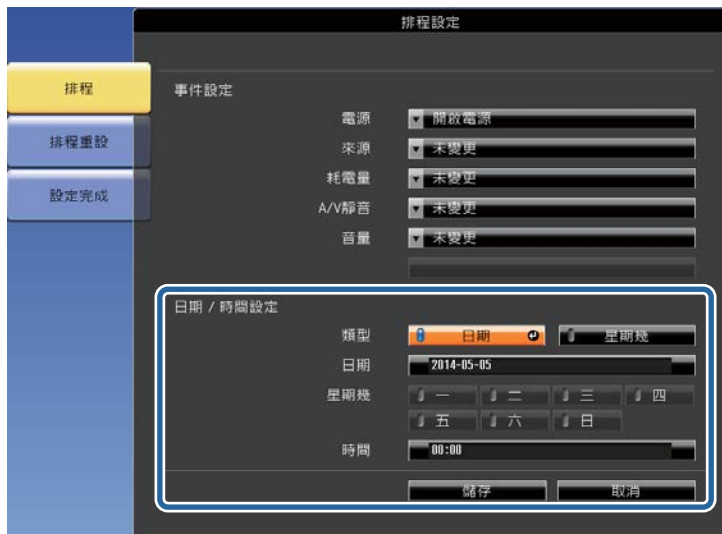 排程設定
排程
排程重設
設定完成
事件設定
電源 開啟電源
來源 未變更
耗電量 未變更
A/V靜音 未變更
音量 未變更
日期 / 時間設定
類型 日期 星期幾
日期 2014-05-05
星期幾 一 二 三 四
五 六 日
時間 00:00
儲存 取消